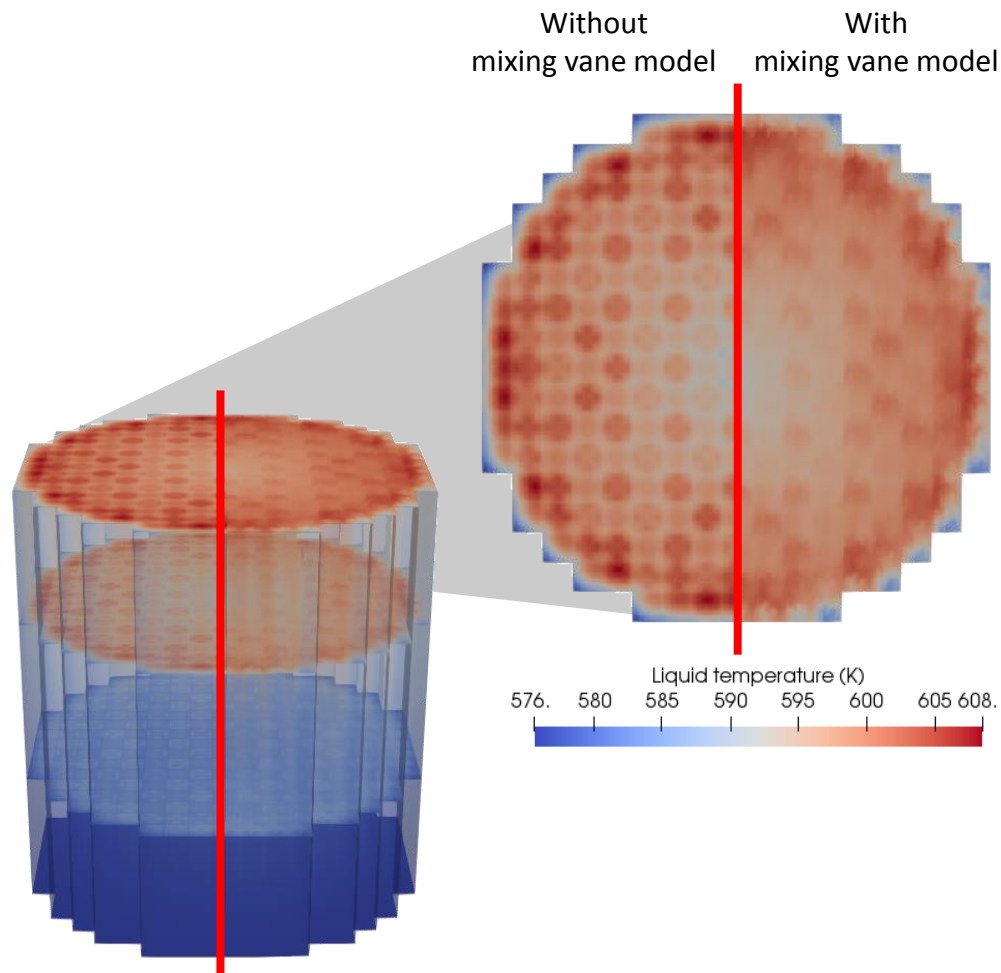 Without
mixing vane model
With
mixing vane model
Liquid temperature (K)
576. 580 585 590 595 600 605 608.